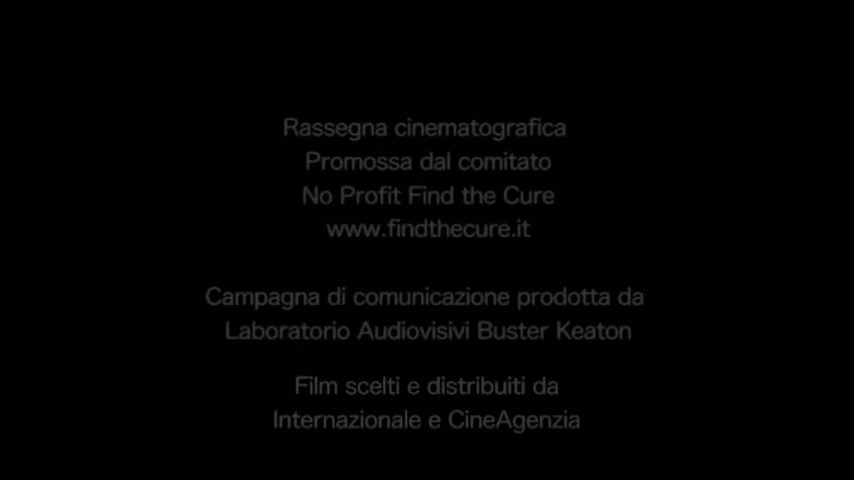 Rassegna cinematografica
Promossa dal comitato
No Profit Find the Cure
www.findthecure.it
Campagna di comunicazione prodotta da
Laboratorio Audiovisivi Buster Keaton
Film scelti e distribuiti da
Internazionale e CineAgenzia